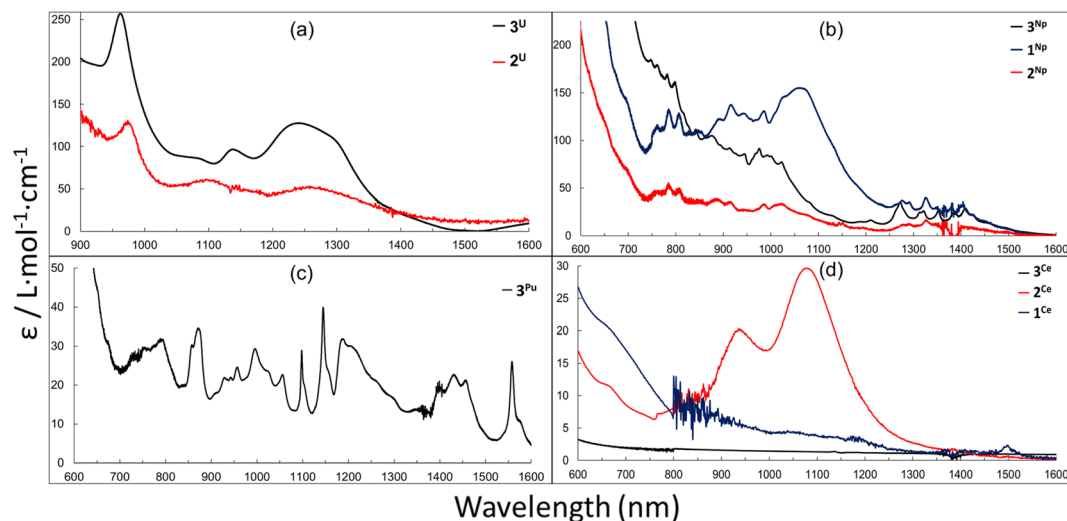 (a)
3ᵁ
2ᵁ
250
200
150
100
50
0
900 1000 1100 1200 1300 1400 1500 1600
(b)
3ᴺᵖ
1ᴺᵖ
2ᴺᵖ
200
150
100
50
0
600 700 800 900 1000 1100 1200 1300 1400 1500 1600
(c)
3ᴾᵘ
50
40
30
20
10
0
600 700 800 900 1000 1100 1200 1300 1400 1500 1600
(d)
3ᶜᵉ
2ᶜᵉ
1ᶜᵉ
30
25
20
15
10
5
0
600 700 800 900 1000 1100 1200 1300 1400 1500 1600
ε / L·mol⁻¹·cm⁻¹
Wavelength (nm)